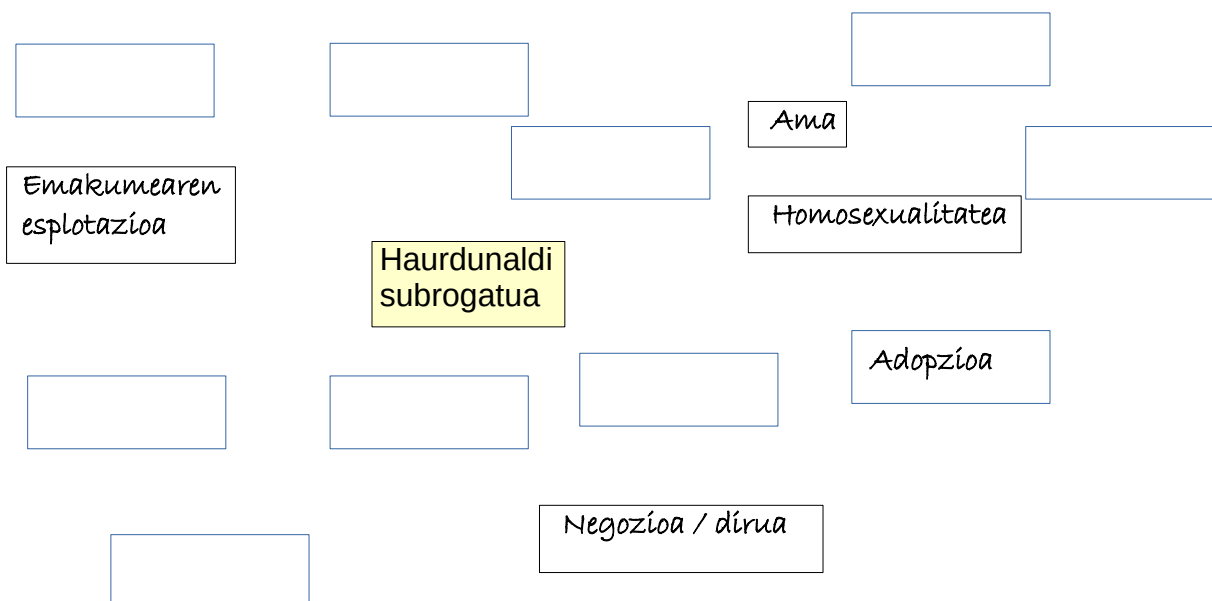 Ama
Emakumearen
esplotazioa
Homosexualitatea
Haurdunaldi
subrogatua
Adopzioa
Negozioa / dirua